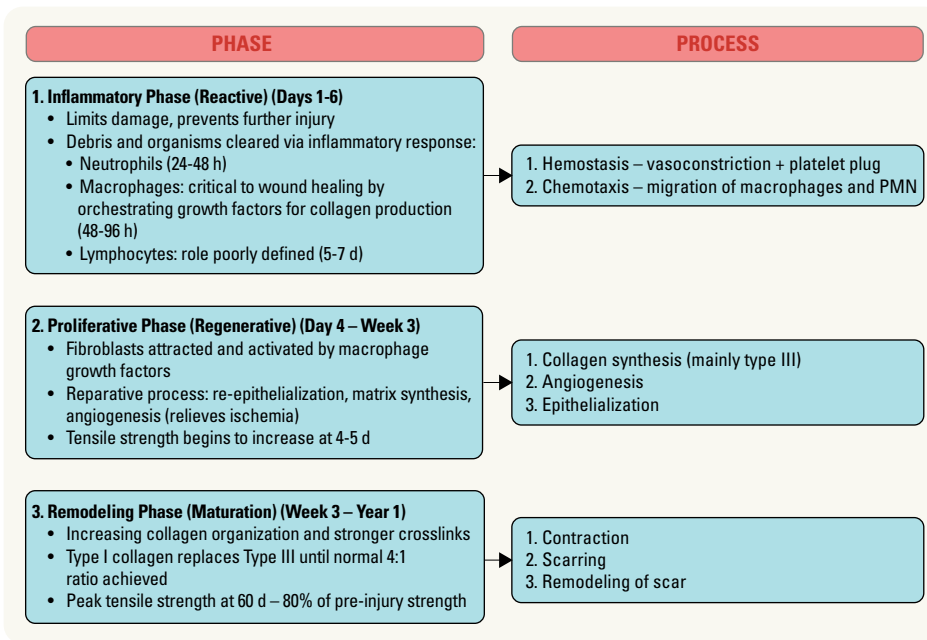 PHASE
PROCESS
1. Inflammatory Phase (Reactive) (Days 1-6)
• Limits damage, prevents further injury
• Debris and organisms cleared via inflammatory response:
• Neutrophils (24-48 h)
• Macrophages: critical to wound healing by
orchestrating growth factors for collagen production
(48-96 h)
• Lymphocytes: role poorly defined (5-7 d)
1. Hemostasis – vasoconstriction + platelet plug
2. Chemotaxis – migration of macrophages and PMN
2. Proliferative Phase (Regenerative) (Day 4 – Week 3)
• Fibroblasts attracted and activated by macrophage
growth factors
• Reparative process: re-epithelialization, matrix synthesis,
angiogenesis (relieves ischemia)
• Tensile strength begins to increase at 4-5 d
1. Collagen synthesis (mainly type III)
2. Angiogenesis
3. Epithelialization
3. Remodeling Phase (Maturation) (Week 3 – Year 1)
• Increasing collagen organization and stronger crosslinks
• Type I collagen replaces Type III until normal 4:1
ratio achieved
• Peak tensile strength at 60 d – 80% of pre-injury strength
1. Contraction
2. Scarring
3. Remodeling of scar